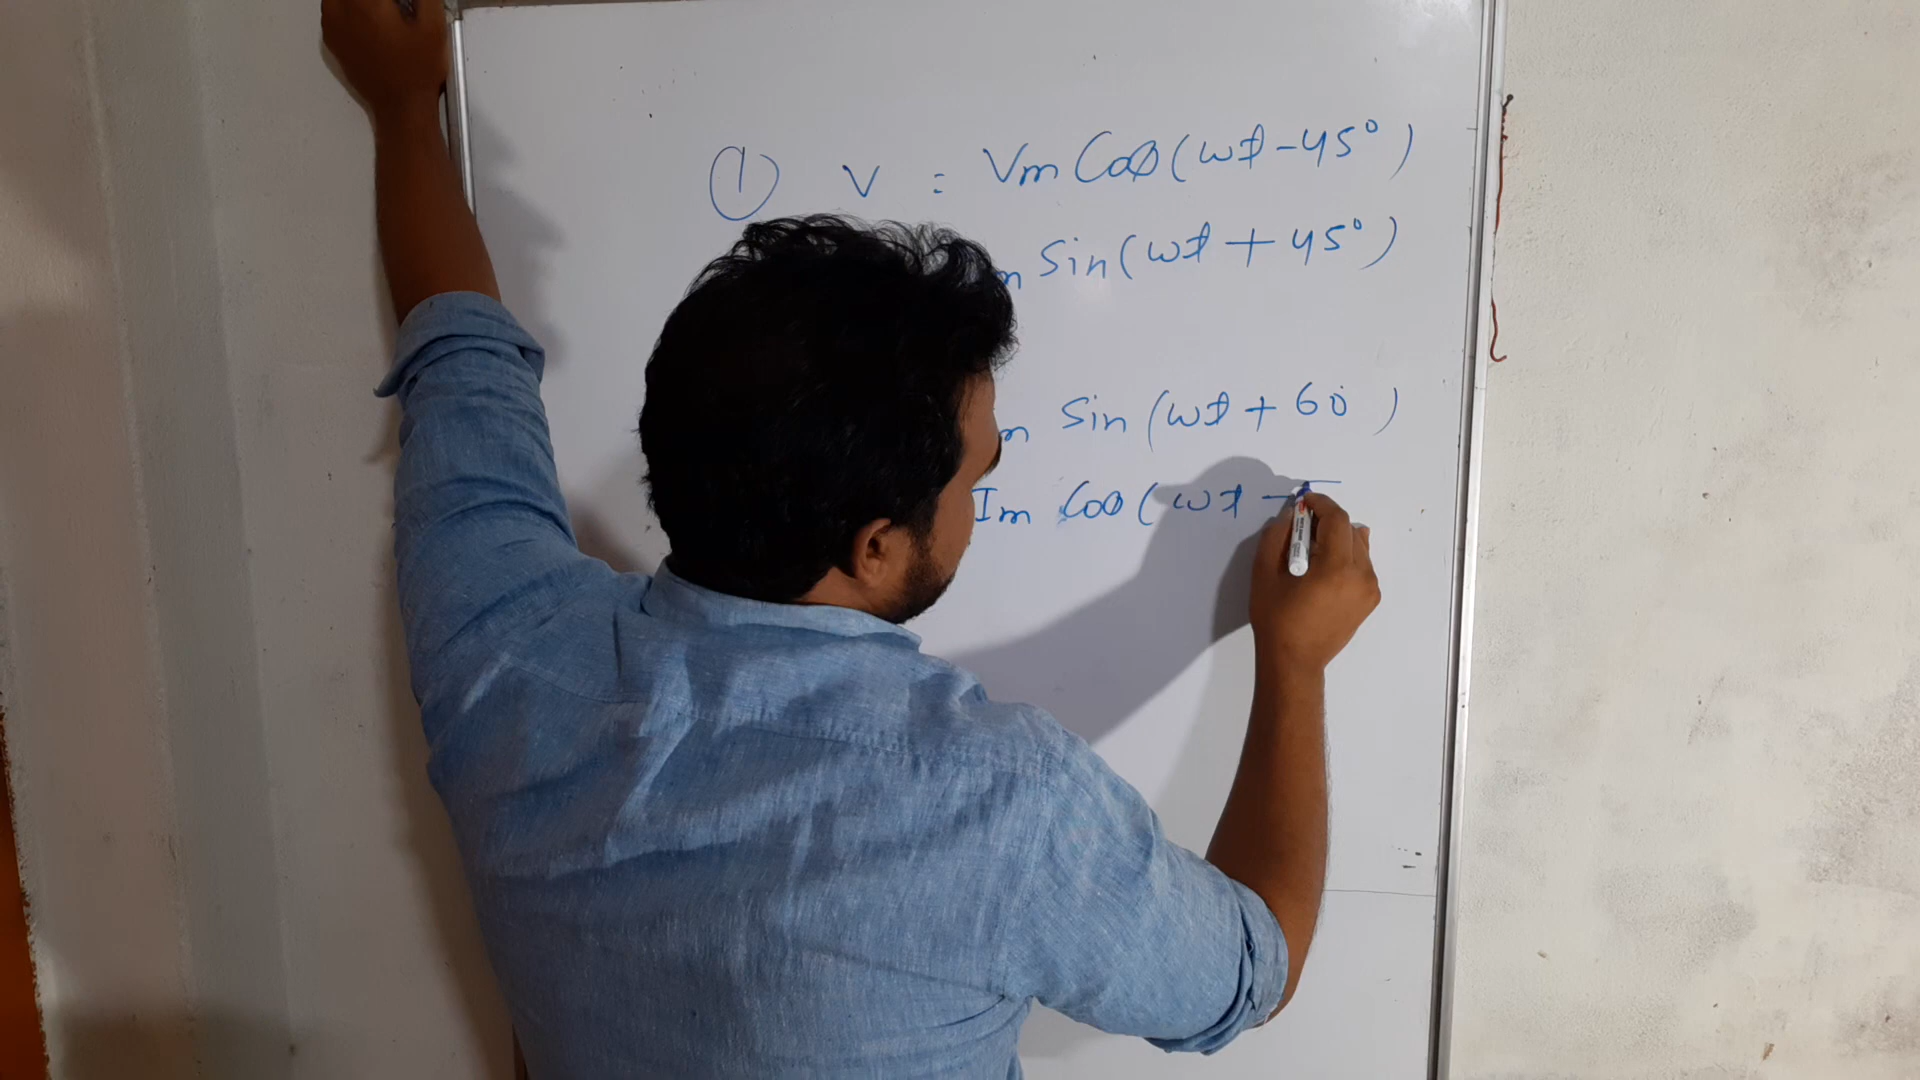 ① V = Vm Cos(ωt-45°)
m Sin(ωt + 45°)
m Sin (ωt + 60°)
Im Cos (ωt -